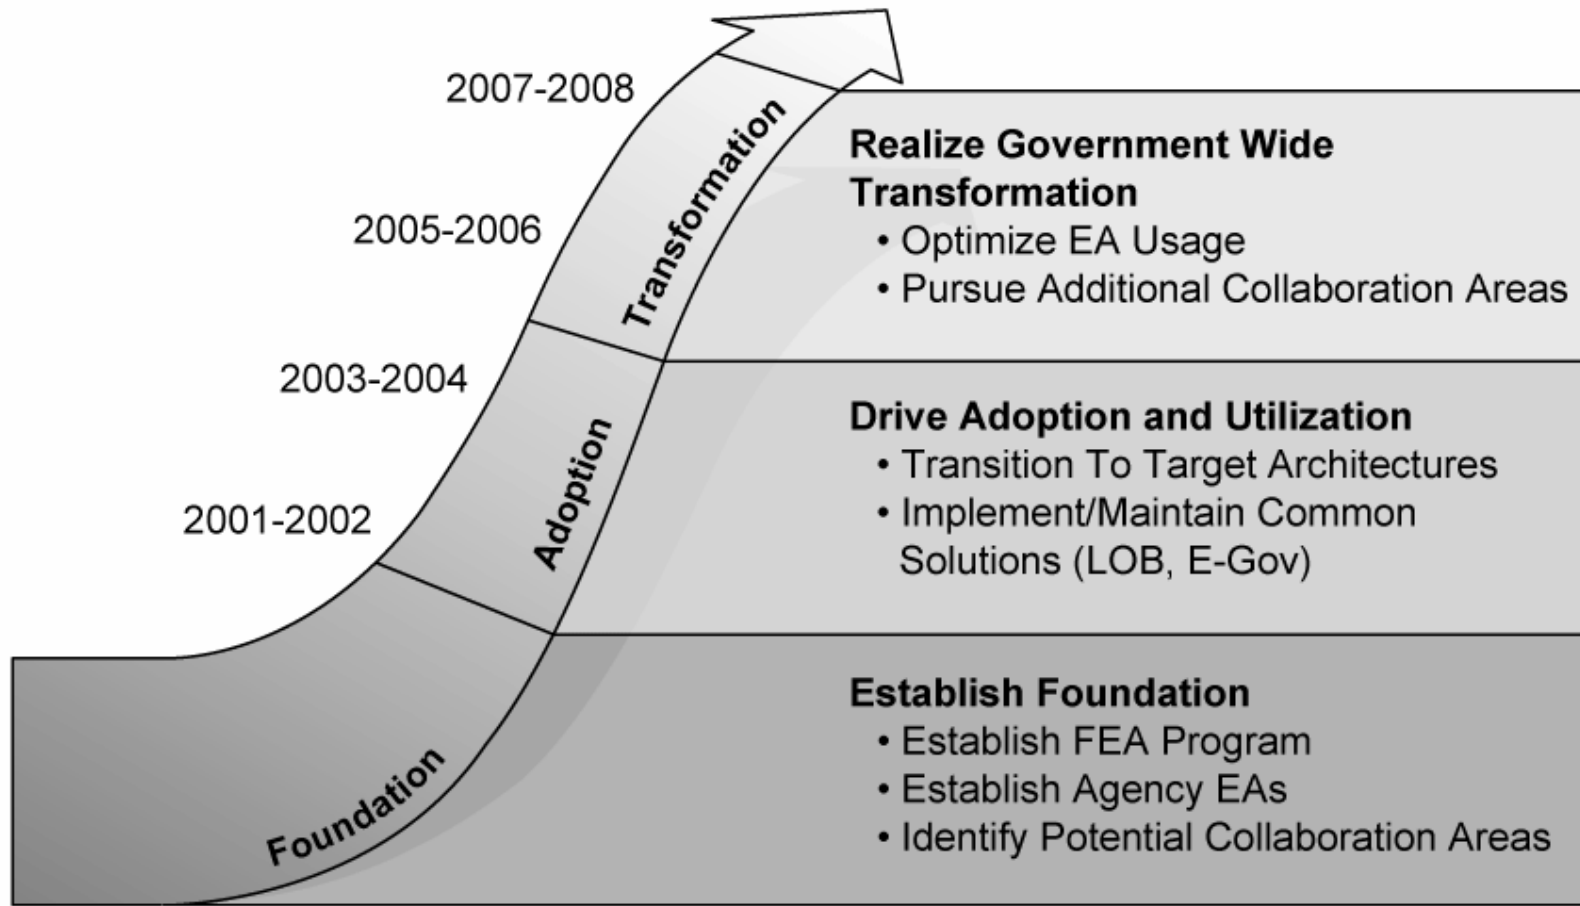 2007-2008
2005-2006
2003-2004
2001-2002
Transformation
Adoption
Foundation
Realize Government Wide
Transformation
• Optimize EA Usage
• Pursue Additional Collaboration Areas
Drive Adoption and Utilization
• Transition To Target Architectures
• Implement/Maintain Common
Solutions (LOB, E-Gov)
Establish Foundation
• Establish FEA Program
• Establish Agency EAs
• Identify Potential Collaboration Areas